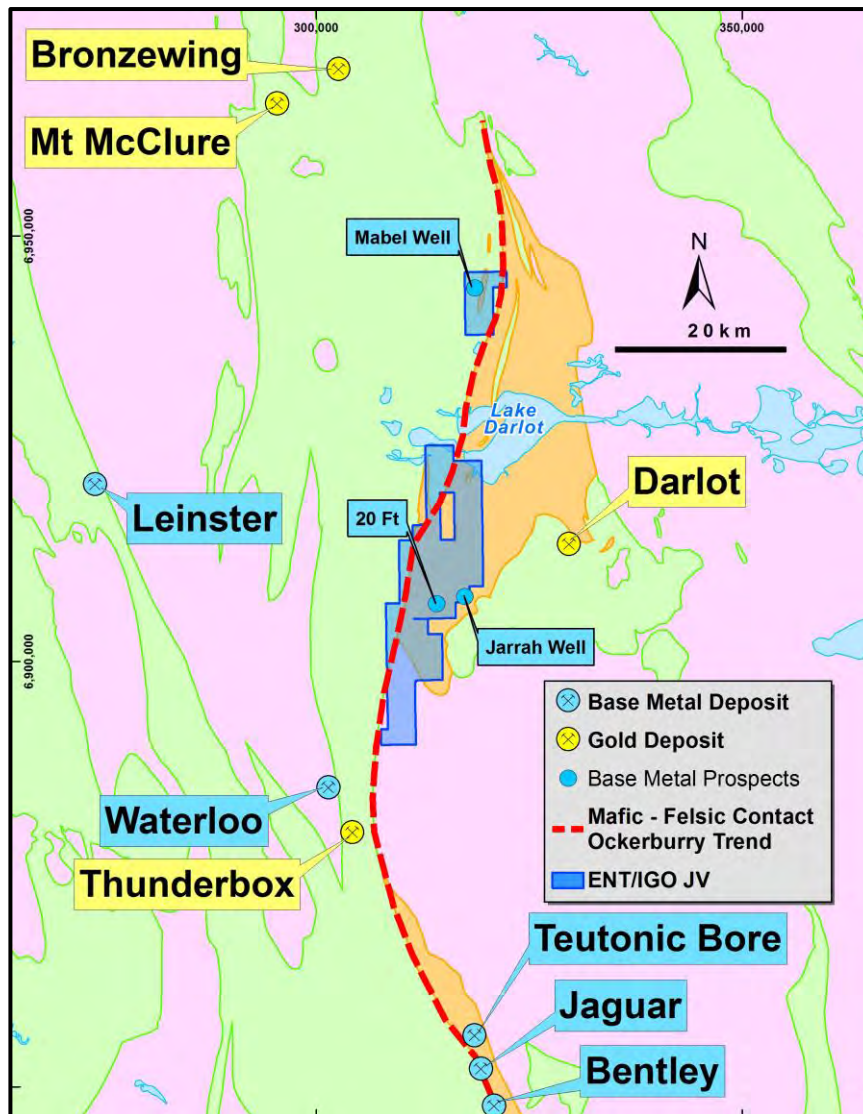 300,000
350,000
Bronzewing
Mt McClure
6,950,000
Mabel Well
N
20km
Lake
Darlot
Leinster
Darlot
20 Ft
Jarrah Well
6,900,000
Base Metal Deposit
Gold Deposit
Base Metal Prospects
Mafic - Felsic Contact
Ockerburry Trend
ENT/IGO JV
Waterloo
Thunderbox
Teutonic Bore
Jaguar
Bentley